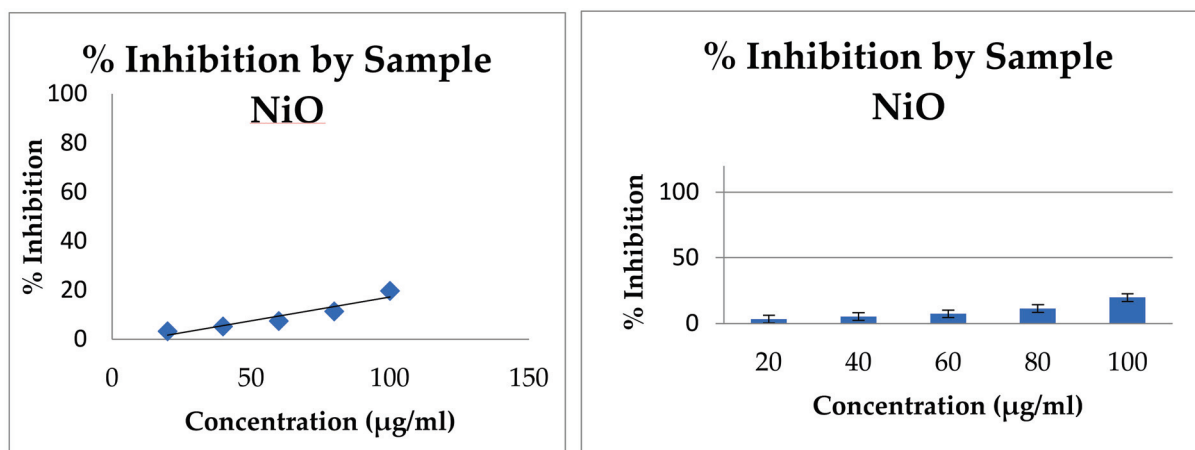 % Inhibition by Sample
NiO
100
80
60
40
20
0
% Inhibition
0 50 100 150
Concentration (µg/ml)
% Inhibition by Sample
NiO
100
50
0
% Inhibition
20 40 60 80 100
Concentration (µg/ml)